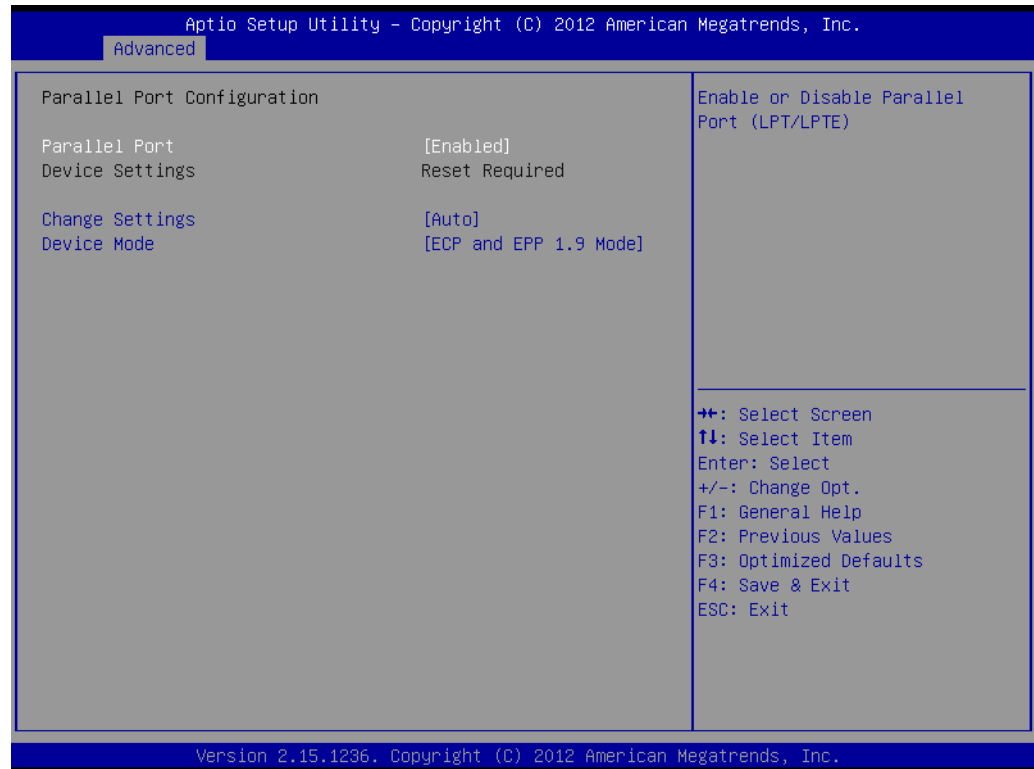 Aptio Setup Utility – Copyright (C) 2012 American Megatrends, Inc.
Advanced
Parallel Port Configuration
Parallel Port [Enabled]
Device Settings Reset Required
Change Settings [Auto]
Device Mode [ECP and EPP 1.9 Mode]
Enable or Disable Parallel
Port (LPT/LPTE)
→←: Select Screen
↑↓: Select Item
Enter: Select
+/-: Change Opt.
F1: General Help
F2: Previous Values
F3: Optimized Defaults
F4: Save & Exit
ESC: Exit
Version 2.15.1236. Copyright (C) 2012 American Megatrends, Inc.